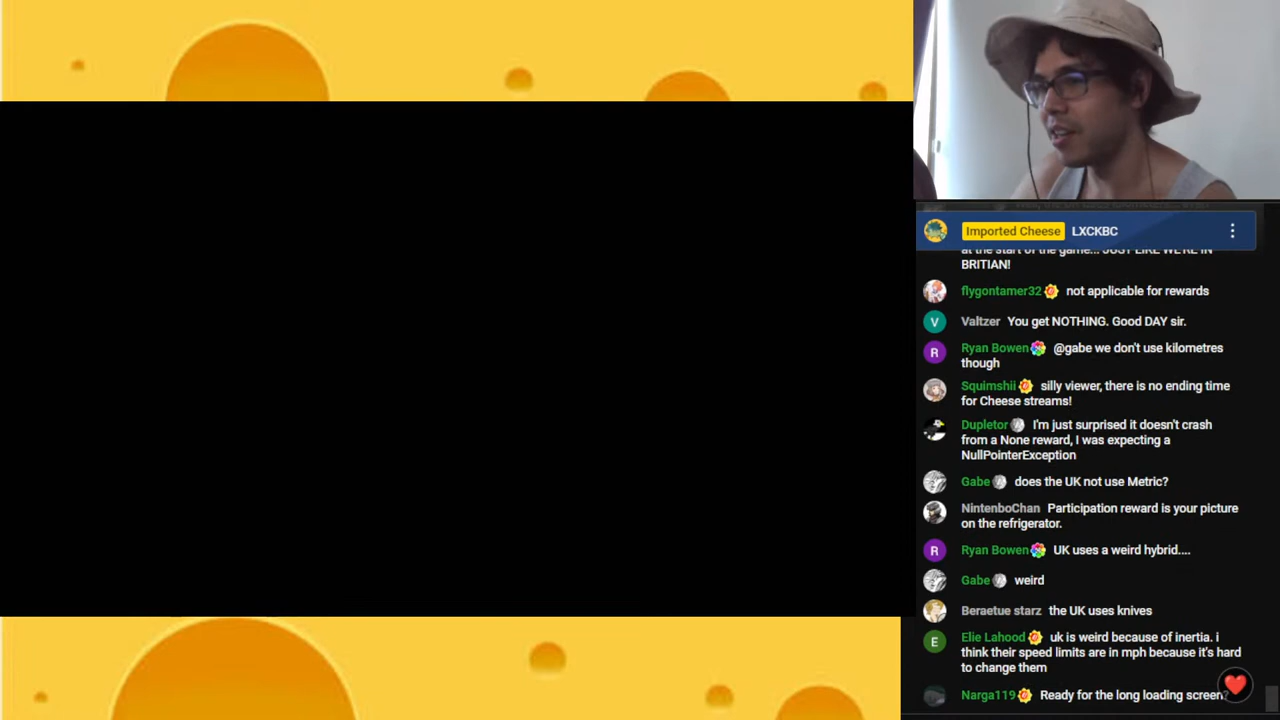 Imported Cheese LXCKBC
at the start of the game... JUST LIKE WE'RE IN
BRITIAN!
flygontamer32 not applicable for rewards
V Valtzer You get NOTHING. Good DAY sir.
R Ryan Bowen @gabe we don't use kilometres
though
Squimshii silly viewer, there is no ending time
for Cheese streams!
Dupletor I'm just surprised it doesn't crash
from a None reward, I was expecting a
NullPointerException
Gabe does the UK not use Metric?
NintenboChan Participation reward is your picture
on the refrigerator.
R Ryan Bowen UK uses a weird hybrid....
Gabe weird
Beraetue starz the UK uses knives
E Elie Lahood uk is weird because of inertia. i
think their speed limits are in mph because it's hard
to change them
Narga119 Ready for the long loading screen?